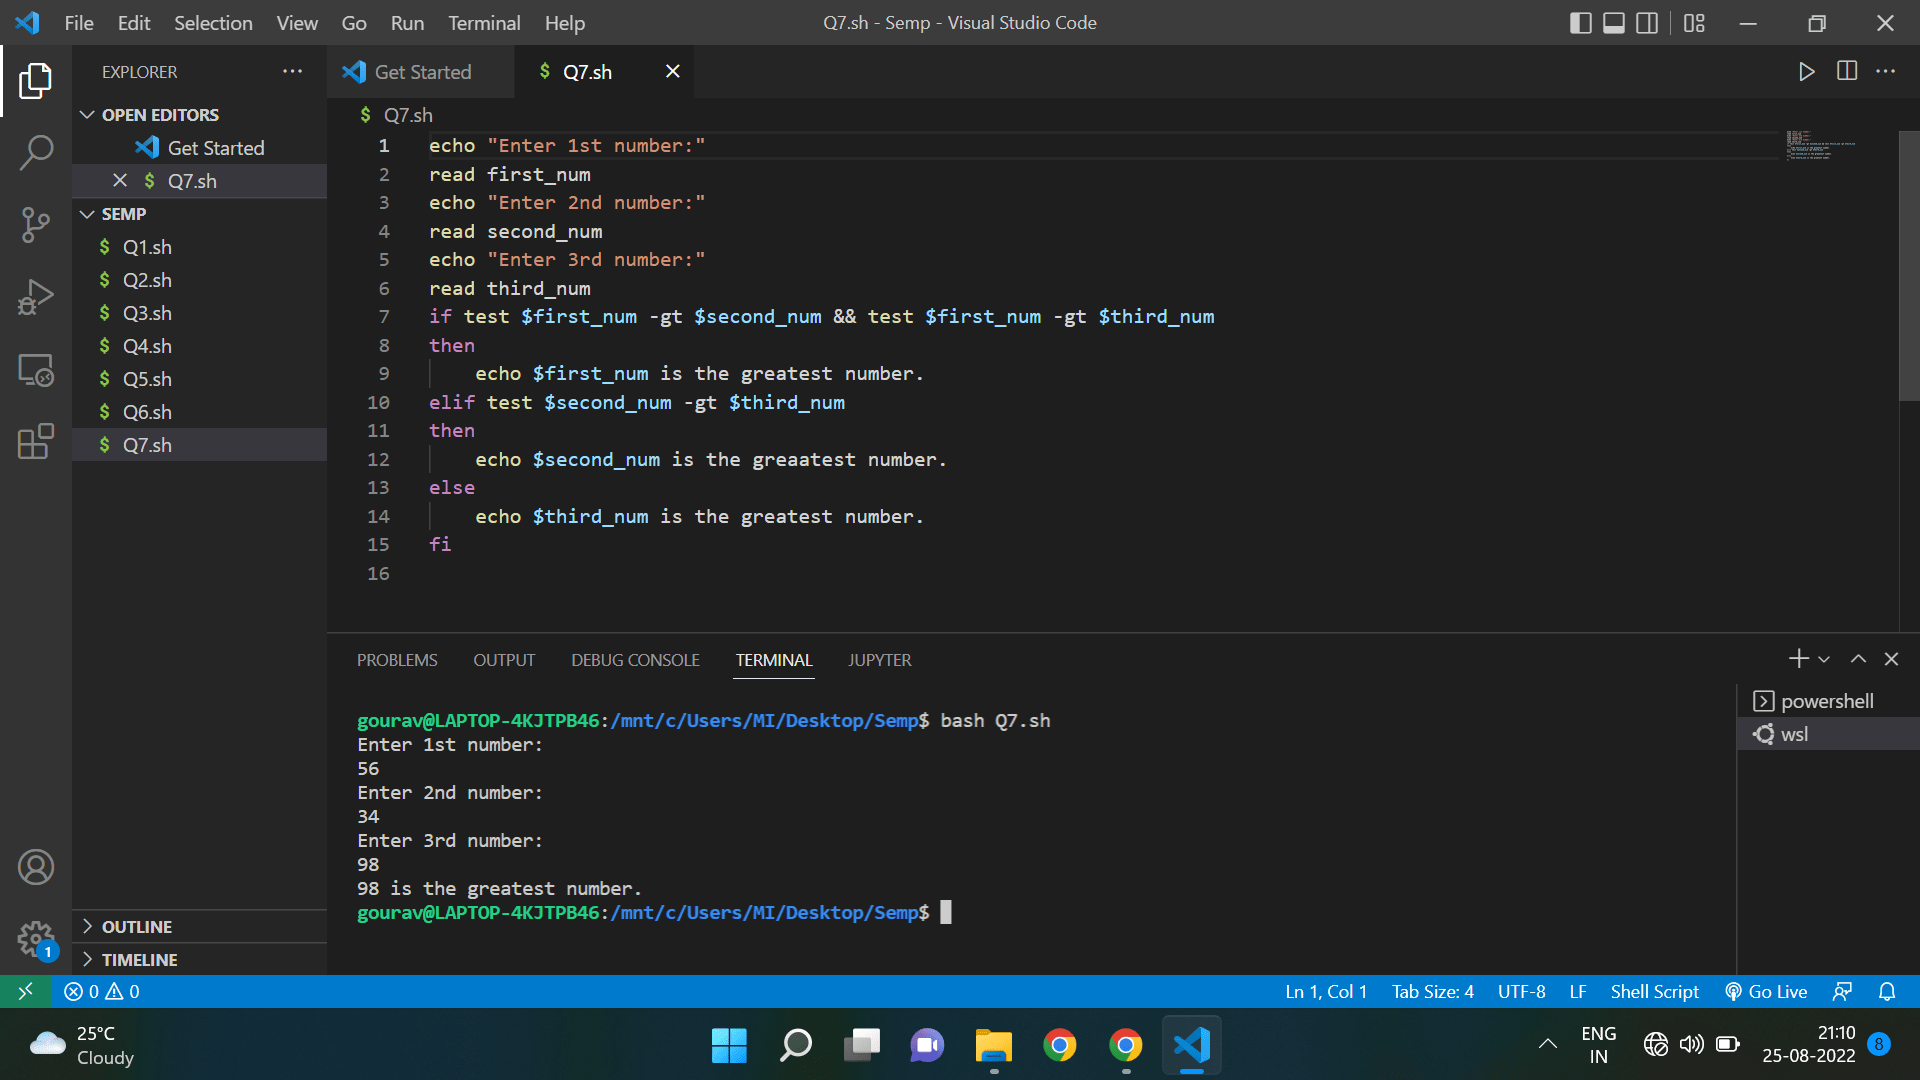 File Edit Selection View Go Run Terminal Help
Q7.sh - Semp - Visual Studio Code
EXPLORER
OPEN EDITORS
Get Started
Q7.sh
SEMP
Q1.sh
Q2.sh
Q3.sh
Q4.sh
Q5.sh
Q6.sh
Q7.sh
OUTLINE
TIMELINE
Get Started
$ Q7.sh
$ Q7.sh
1 echo "Enter 1st number:"
2 read first_num
3 echo "Enter 2nd number:"
4 read second_num
5 echo "Enter 3rd number:"
6 read third_num
7 if test $first_num -gt $second_num && test $first_num -gt $third_num
8 then
9 echo $first_num is the greatest number.
10 elif test $second_num -gt $third_num
11 then
12 echo $second_num is the greaatest number.
13 else
14 echo $third_num is the greatest number.
15 fi
16
PROBLEMS OUTPUT DEBUG CONSOLE TERMINAL JUPYTER
gourav@LAPTOP-4KJTPB46:/mnt/c/Users/MI/Desktop/Semp$ bash Q7.sh
Enter 1st number:
56
Enter 2nd number:
34
Enter 3rd number:
98
98 is the greatest number.
gourav@LAPTOP-4KJTPB46:/mnt/c/Users/MI/Desktop/Semp$
powershell
wsl
1
0 0
Ln 1, Col 1 Tab Size: 4 UTF-8 LF Shell Script Go Live
25°C
Cloudy
ENG
IN
21:10
25-08-2022
8